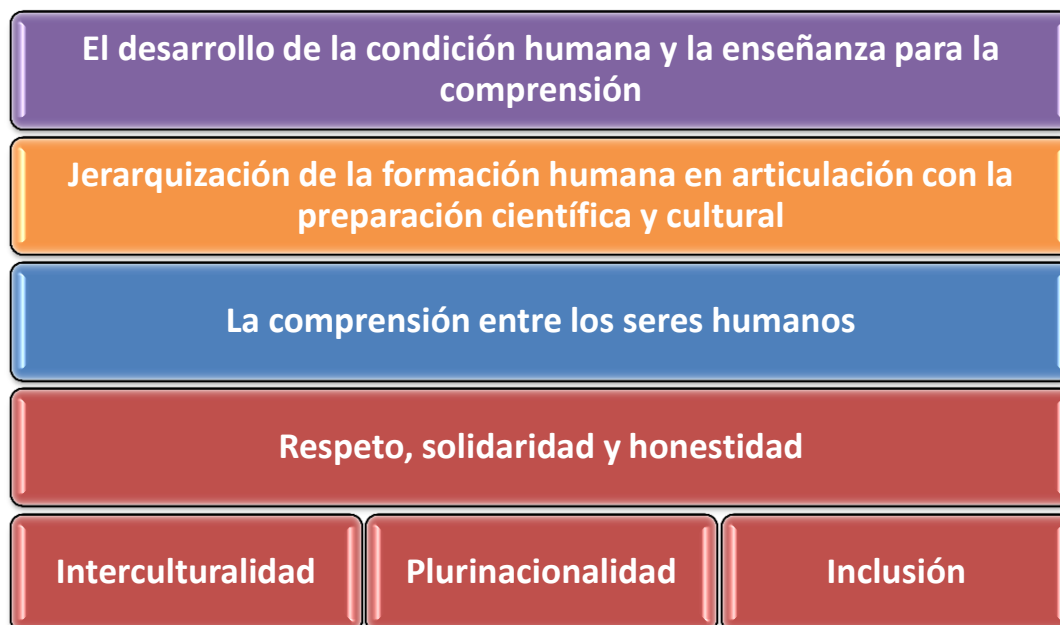 El desarrollo de la condición humana y la enseñanza para la
comprensión
Jerarquización de la formación humana en articulación con la
preparación científica y cultural
La comprensión entre los seres humanos
Respeto, solidaridad y honestidad
Interculturalidad
Plurinacionalidad
Inclusión